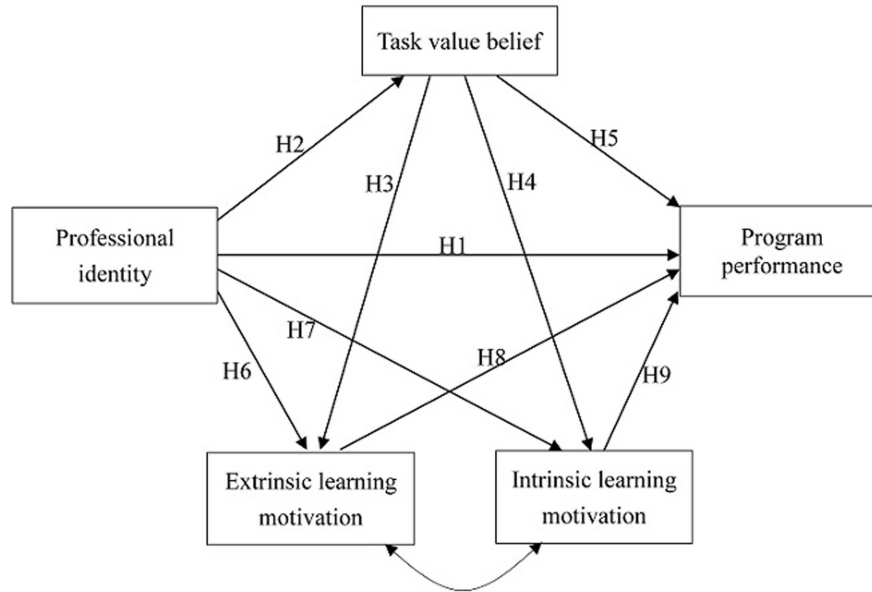 Task value belief
H2
H5
H3
H4
Professional
identity
H1
Program
performance
H7
H8
H6
H9
Extrinsic learning
motivation
Intrinsic learning
motivation